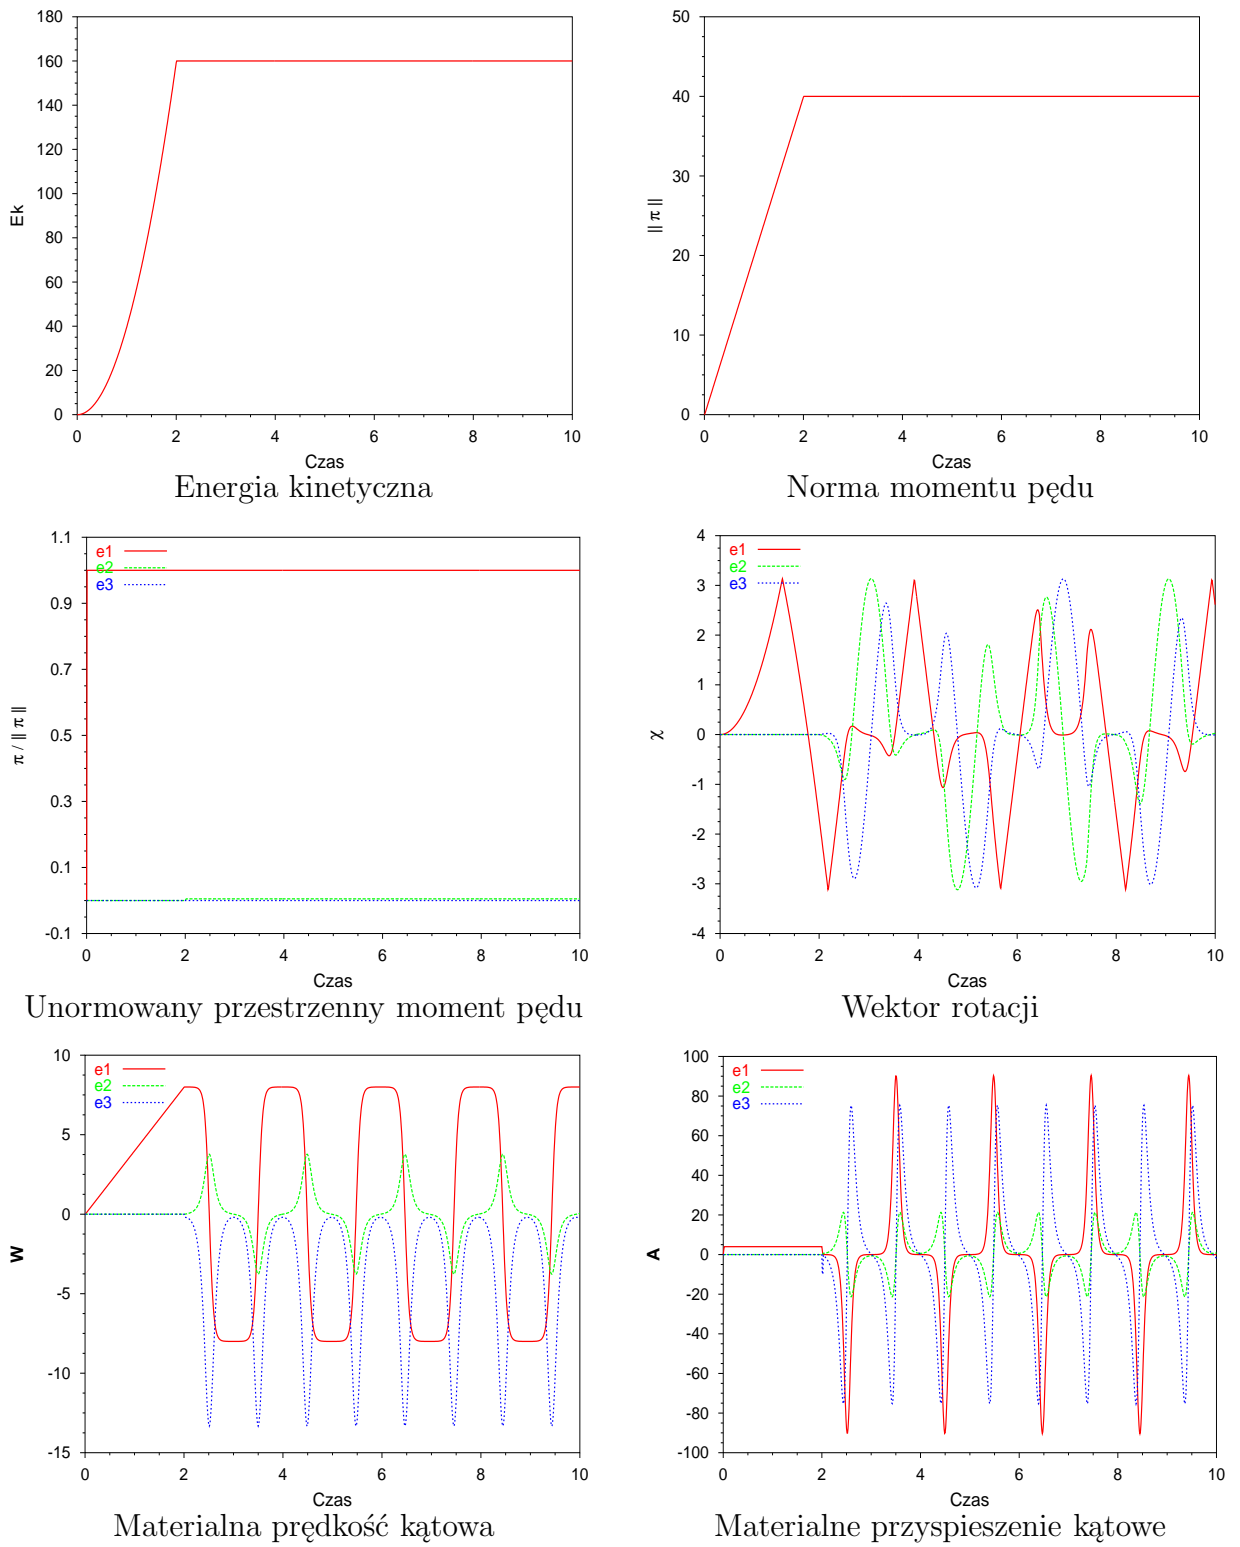 180
160
140
120
100
80
60
40
20
0
Ek
0 2 4 6 8 10
Czas
Energia kinetyczna
50
40
30
20
10
0
|| π ||
0 2 4 6 8 10
Czas
Norma momentu pędu
1.1
0.9
0.7
0.5
0.3
0.1
-0.1
π / || π ||
e1
e2
e3
0 2 4 6 8 10
Czas
Unormowany przestrzenny moment pędu
4
3
2
1
0
-1
-2
-3
-4
χ
e1
e2
e3
0 2 4 6 8 10
Czas
Wektor rotacji
10
5
0
-5
-10
-15
W
e1
e2
e3
0 2 4 6 8 10
Czas
Materialna prędkość kątowa
100
80
60
40
20
0
-20
-40
-60
-80
-100
A
e1
e2
e3
0 2 4 6 8 10
Czas
Materialne przyspieszenie kątowe